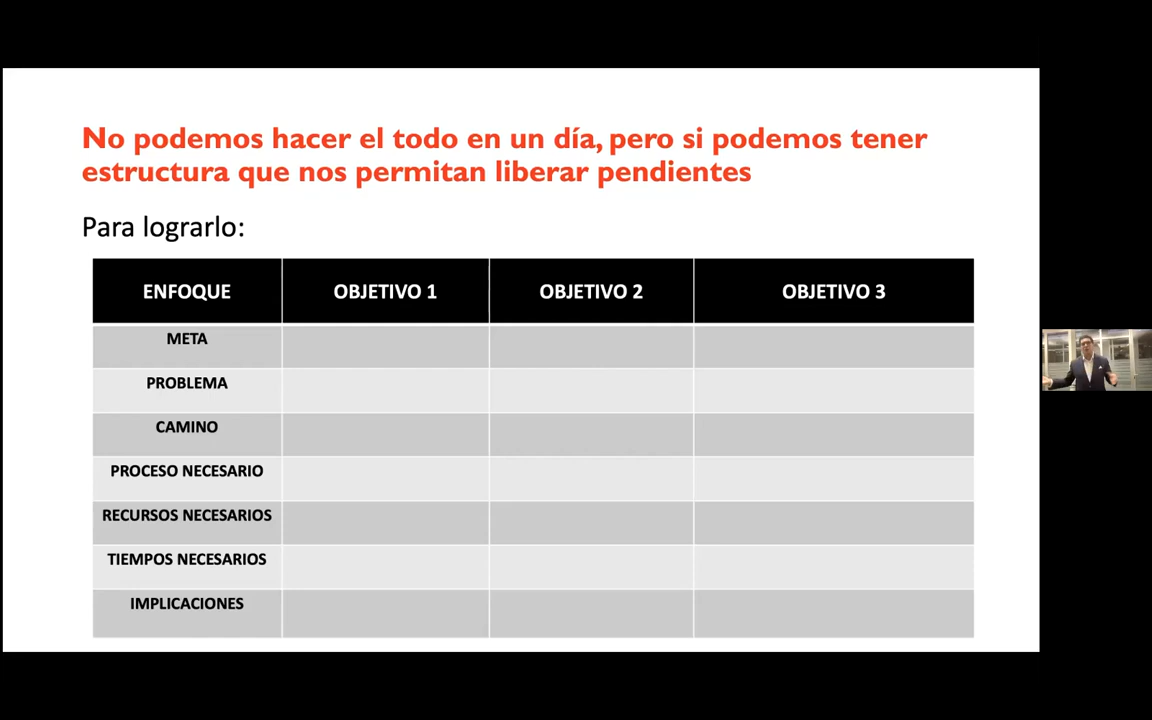 No podemos hacer el todo en un día, pero si podemos tener
estructura que nos permitan liberar pendientes
Para lograrlo:
ENFOQUE OBJETIVO 1 OBJETIVO 2 OBJETIVO 3
META
PROBLEMA
CAMINO
PROCESO NECESARIO
RECURSOS NECESARIOS
TIEMPOS NECESARIOS
IMPLICACIONES